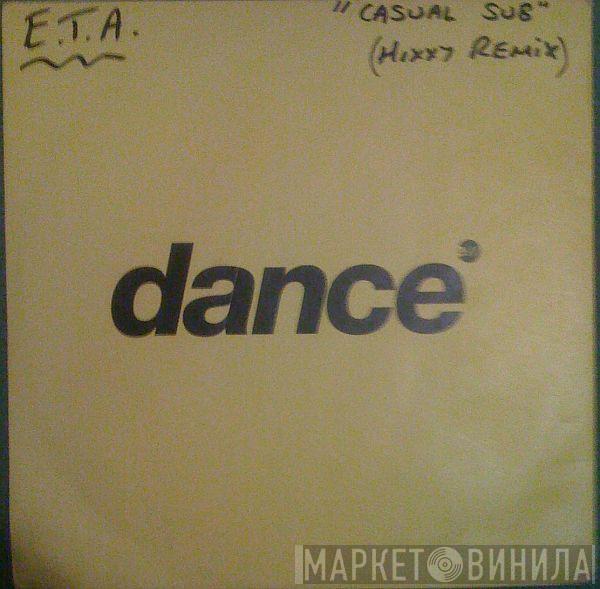 E.T.A.
"CASUAL SUB"
(HIXXY REMIX)
dance
МАРКЕТ ВИНИЛА